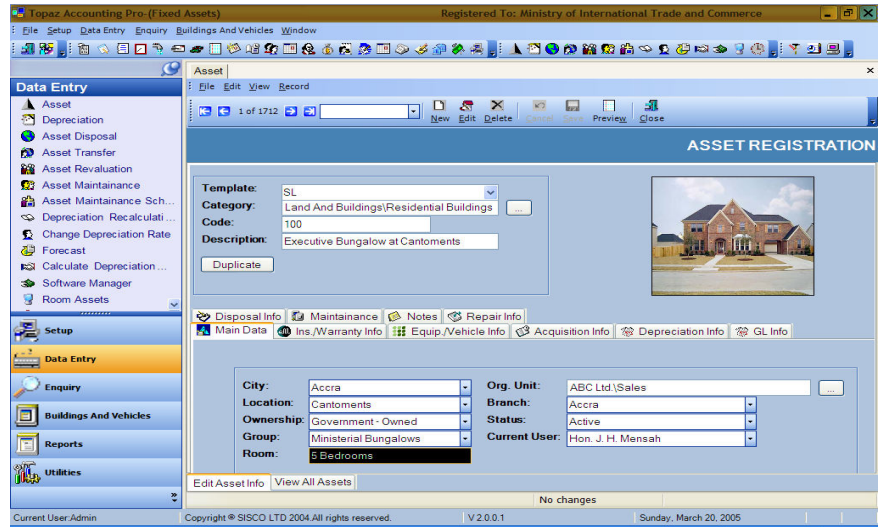 Topaz Accounting Pro-(Fixed Assets) Registered To: Ministry of International Trade and Commerce
File Setup Data Entry Enquiry Buildings And Vehicles Window
Data Entry
Asset
Depreciation
Asset Disposal
Asset Transfer
Asset Revaluation
Asset Maintainance
Asset Maintainance Sch...
Depreciation Recalculati...
Change Depreciation Rate
Forecast
Calculate Depreciation ...
Software Manager
Room Assets
Setup
Data Entry
Enquiry
Buildings And Vehicles
Reports
Utilities
Asset
File Edit View Record
1 of 1712 New Edit Delete Cancel Save Preview Close
ASSET REGISTRATION
Template: SL
Category: Land And Buildings\Residential Buildings ...
Code: 100
Description: Executive Bungalow at Cantoments
Duplicate
Disposal Info Maintainance Notes Repair Info
Main Data Ins./Warranty Info Equip./Vehicle Info Acquisition Info Depreciation Info GL Info
City: Accra Org. Unit: ABC Ltd.\Sales ...
Location: Cantoments Branch: Accra
Ownership: Government - Owned Status: Active
Group: Ministerial Bungalows Current User: Hon. J. H. Mensah
Room: 5 Bedrooms
Edit Asset Info View All Assets
No changes
Current User:Admin Copyright © SISCO LTD 2004.All rights reserved. V 2.0.0.1 Sunday, March 20, 2005